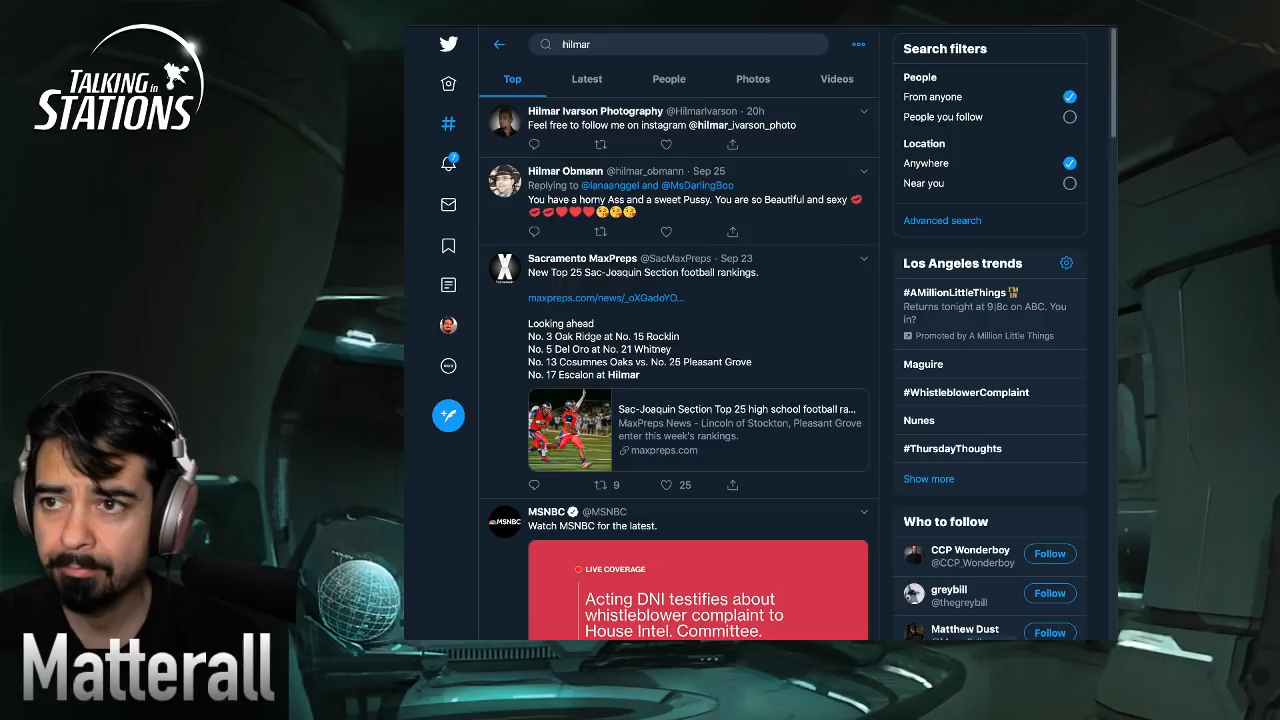 TALKING in
STATIONS
Matterall
hilmar
Top Latest People Photos Videos
Hilmar Ivarson Photography @HilmarIvarson · 20h
Feel free to follow me on instagram @hilmar_ivarson_photo
Hilmar Obmann @hilmar_obmann · Sep 25
Replying to @lanaanggel and @MsDarlingBoo
You have a horny Ass and a sweet Pussy. You are so Beautiful and sexy 💋
💋💋❤️❤️❤️😘😘😘
Sacramento MaxPreps @SacMaxPreps · Sep 23
New Top 25 Sac-Joaquin Section football rankings.
maxpreps.com/news/_oXGadoYO...
Looking ahead
No. 3 Oak Ridge at No. 15 Rocklin
No. 5 Del Oro at No. 21 Whitney
No. 13 Cosumnes Oaks vs. No. 25 Pleasant Grove
No. 17 Escalon at Hilmar
Sac-Joaquin Section Top 25 high school football ra...
MaxPreps News - Lincoln of Stockton, Pleasant Grove
enter this week's rankings.
maxpreps.com
9 25
MSNBC @MSNBC
Watch MSNBC for the latest.
MSNBC
LIVE COVERAGE
Acting DNI testifies about
whistleblower complaint to
House Intel. Committee.
7
Search filters
People
From anyone
People you follow
Location
Anywhere
Near you
Advanced search
Los Angeles trends
#AMillionLittleThings I'M IN
Returns tonight at 9|8c on ABC. You
in?
Promoted by A Million Little Things
Maguire
#WhistleblowerComplaint
Nunes
#ThursdayThoughts
Show more
Who to follow
CCP Wonderboy
@CCP_Wonderboy
Follow
greybill
@thegreybill
Follow
Matthew Dust
Follow